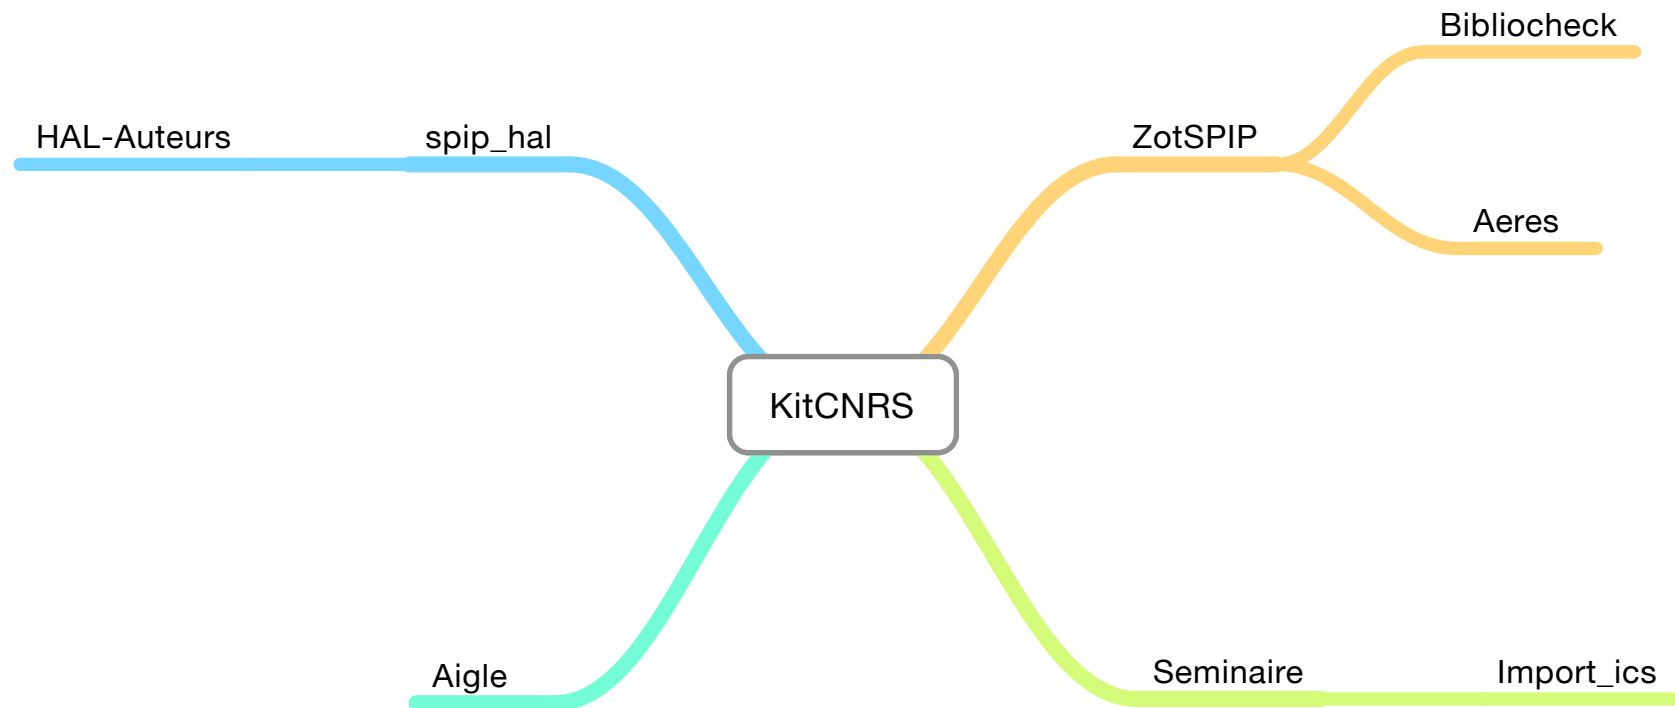 Bibliocheck
HAL-Auteurs
spip_hal
ZotSPIP
Aeres
KitCNRS
Aigle
Seminaire
Import_ics